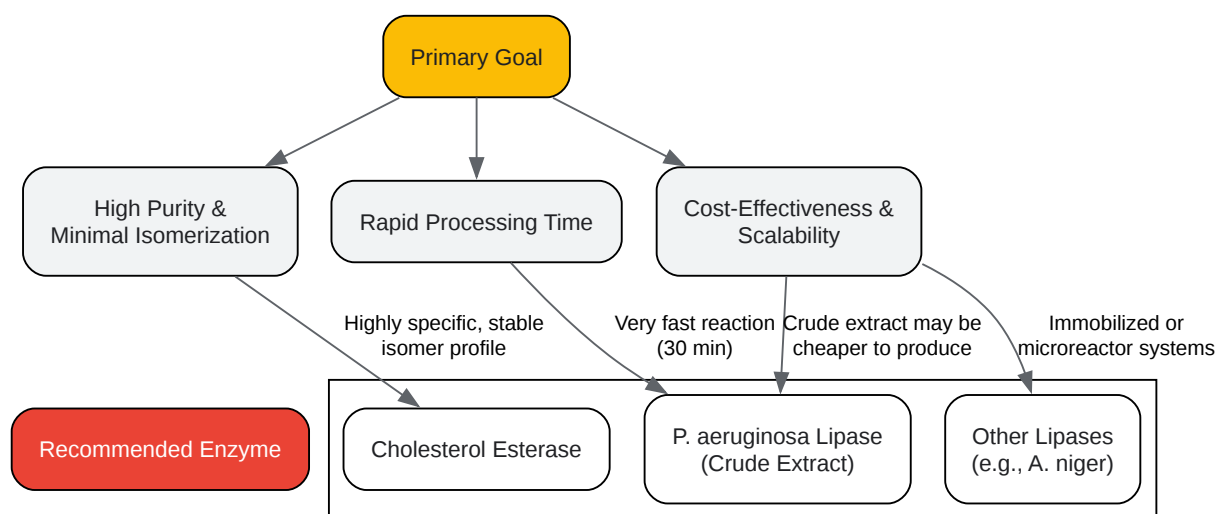 Primary Goal
High Purity &
Minimal Isomerization
Rapid Processing Time
Cost-Effectiveness &
Scalability
Highly specific, stable
isomer profile
Very fast reaction
(30 min)
Crude extract may be
cheaper to produce
Immobilized or
microreactor systems
Recommended Enzyme
Cholesterol Esterase
P. aeruginosa Lipase
(Crude Extract)
Other Lipases
(e.g., A. niger)